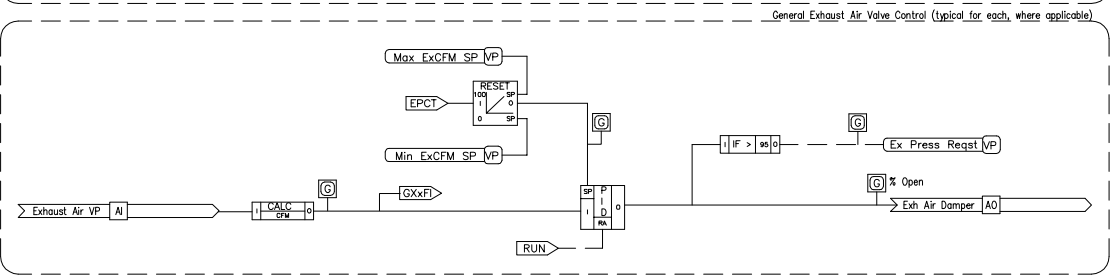 General Exhaust Air Valve Control (typical for each, where applicable)
Max ExCFM SP VP
RESET
100 SP
EPCT I O
0 SP
G
Min ExCFM SP VP
I IF > 95 O
G
Ex Press Reqst VP
G % Open
Exhaust Air VP AI
I CALC O
CFM
G
GXxFI
SP P
I I O
D
RA
Exh Air Damper AO
RUN